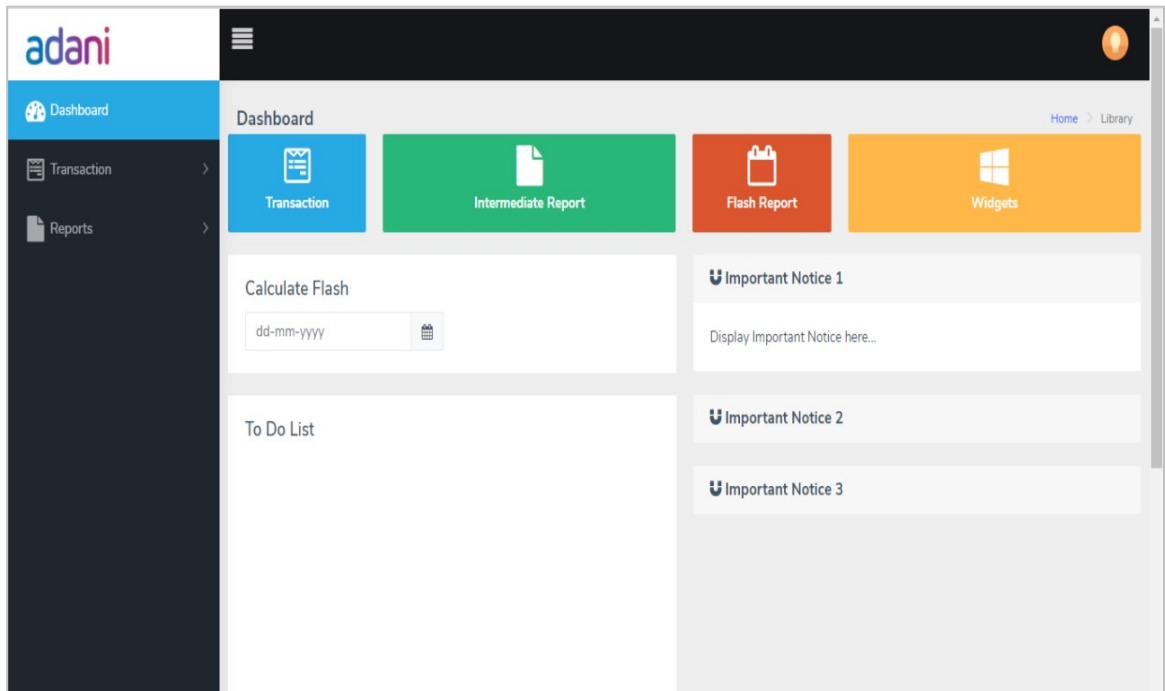 adani
Dashboard
Transaction
Reports
Dashboard
Home > Library
Transaction
Intermediate Report
Flash Report
Widgets
Calculate Flash
dd-mm-yyyy
To Do List
Important Notice 1
Display Important Notice here...
Important Notice 2
Important Notice 3